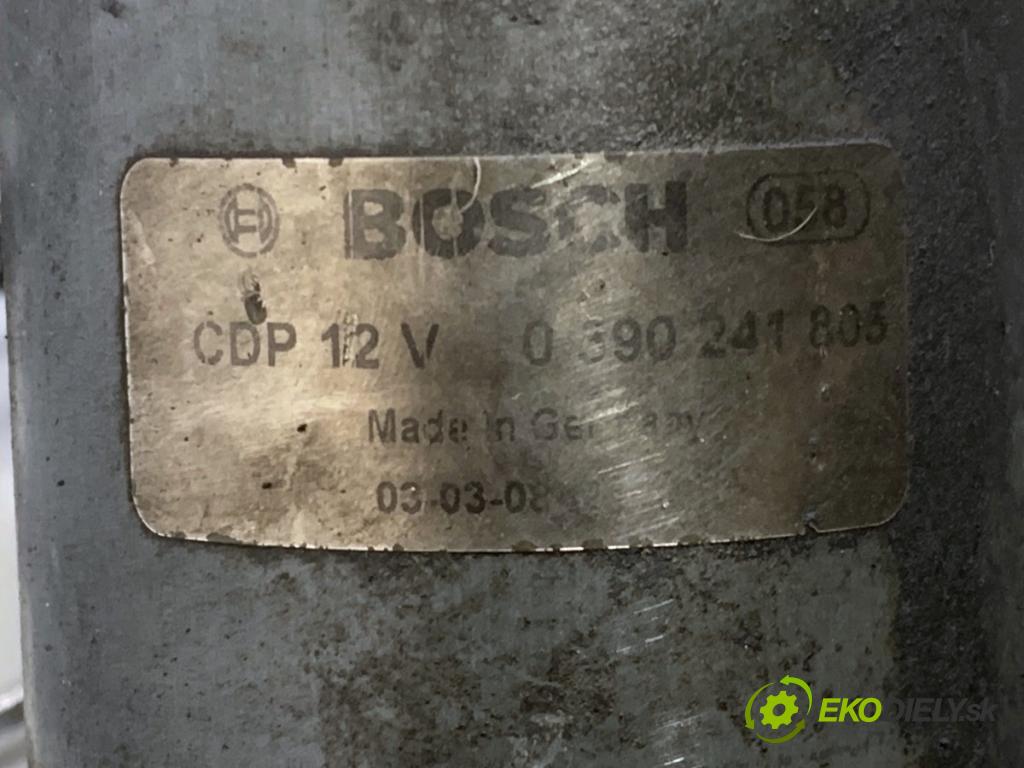 BOSCH 058
CDP 12 V 0 390 241 805
Made in Germany
03-03-08
EKODIELY.sk